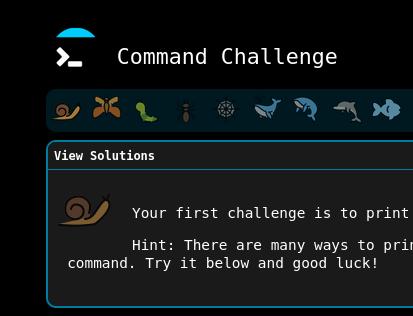 Command Challenge
View Solutions
Your first challenge is to print
Hint: There are many ways to
command. Try it below and good luck!